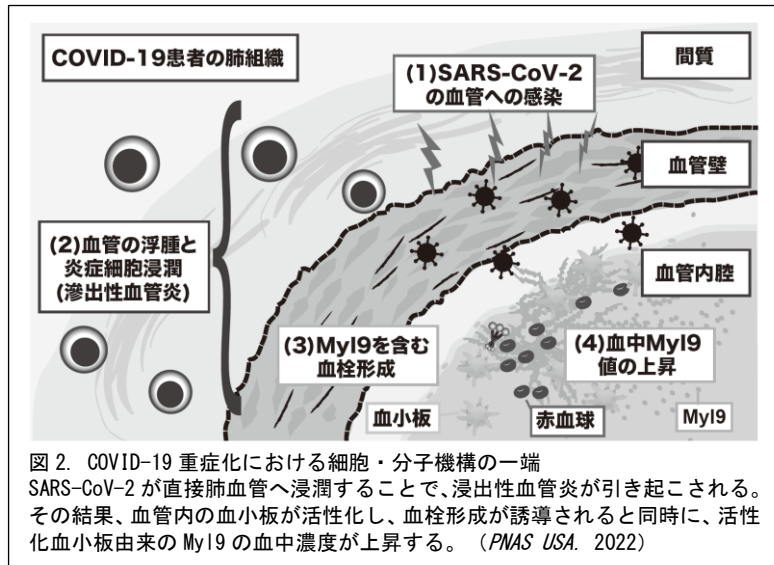 COVID-19患者の肺組織
間質
(1)SARS-CoV-2
の血管への感染
血管壁
(2)血管の浮腫と
炎症細胞浸潤
(滲出性血管炎)
血管内腔
(3)Myl9を含む
血栓形成
(4)血中Myl9
値の上昇
血小板
赤血球
Myl9
図 2. COVID-19 重症化における細胞・分子機構の一端
SARS-CoV-2 が直接肺血管へ浸潤することで、浸出性血管炎が引き起こされる。
その結果、血管内の血小板が活性化し、血栓形成が誘導されると同時に、活性
化血小板由来の Myl9 の血中濃度が上昇する。 (PNAS USA. 2022)